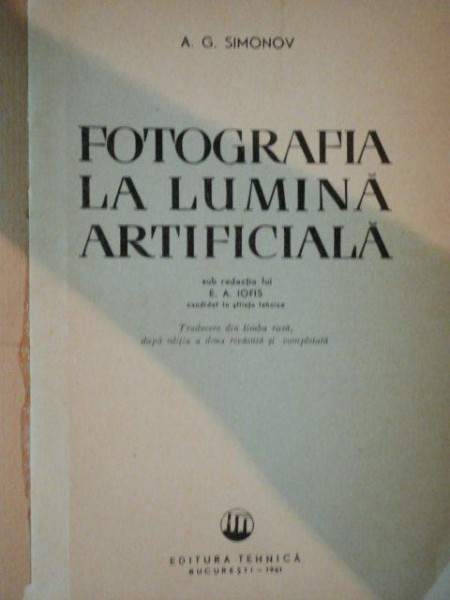 A. G. SIMONOV
FOTOGRAFIA
LA LUMINĂ
ARTIFICIALĂ
sub redacția lui
E. A. IOFIS
candidat în științe tehnice
Traducere din limba rusă,
după ediția a doua revăzută și completată
EDITURA TEHNICĂ
BUCUREȘTI — 1961